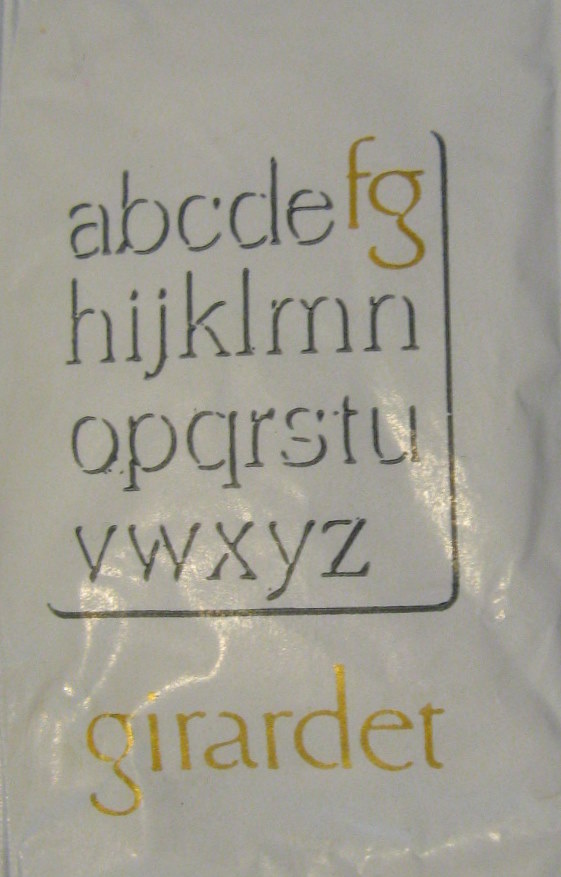 abcdefg
hijklmn
opqrstu
vwxyz
girardet